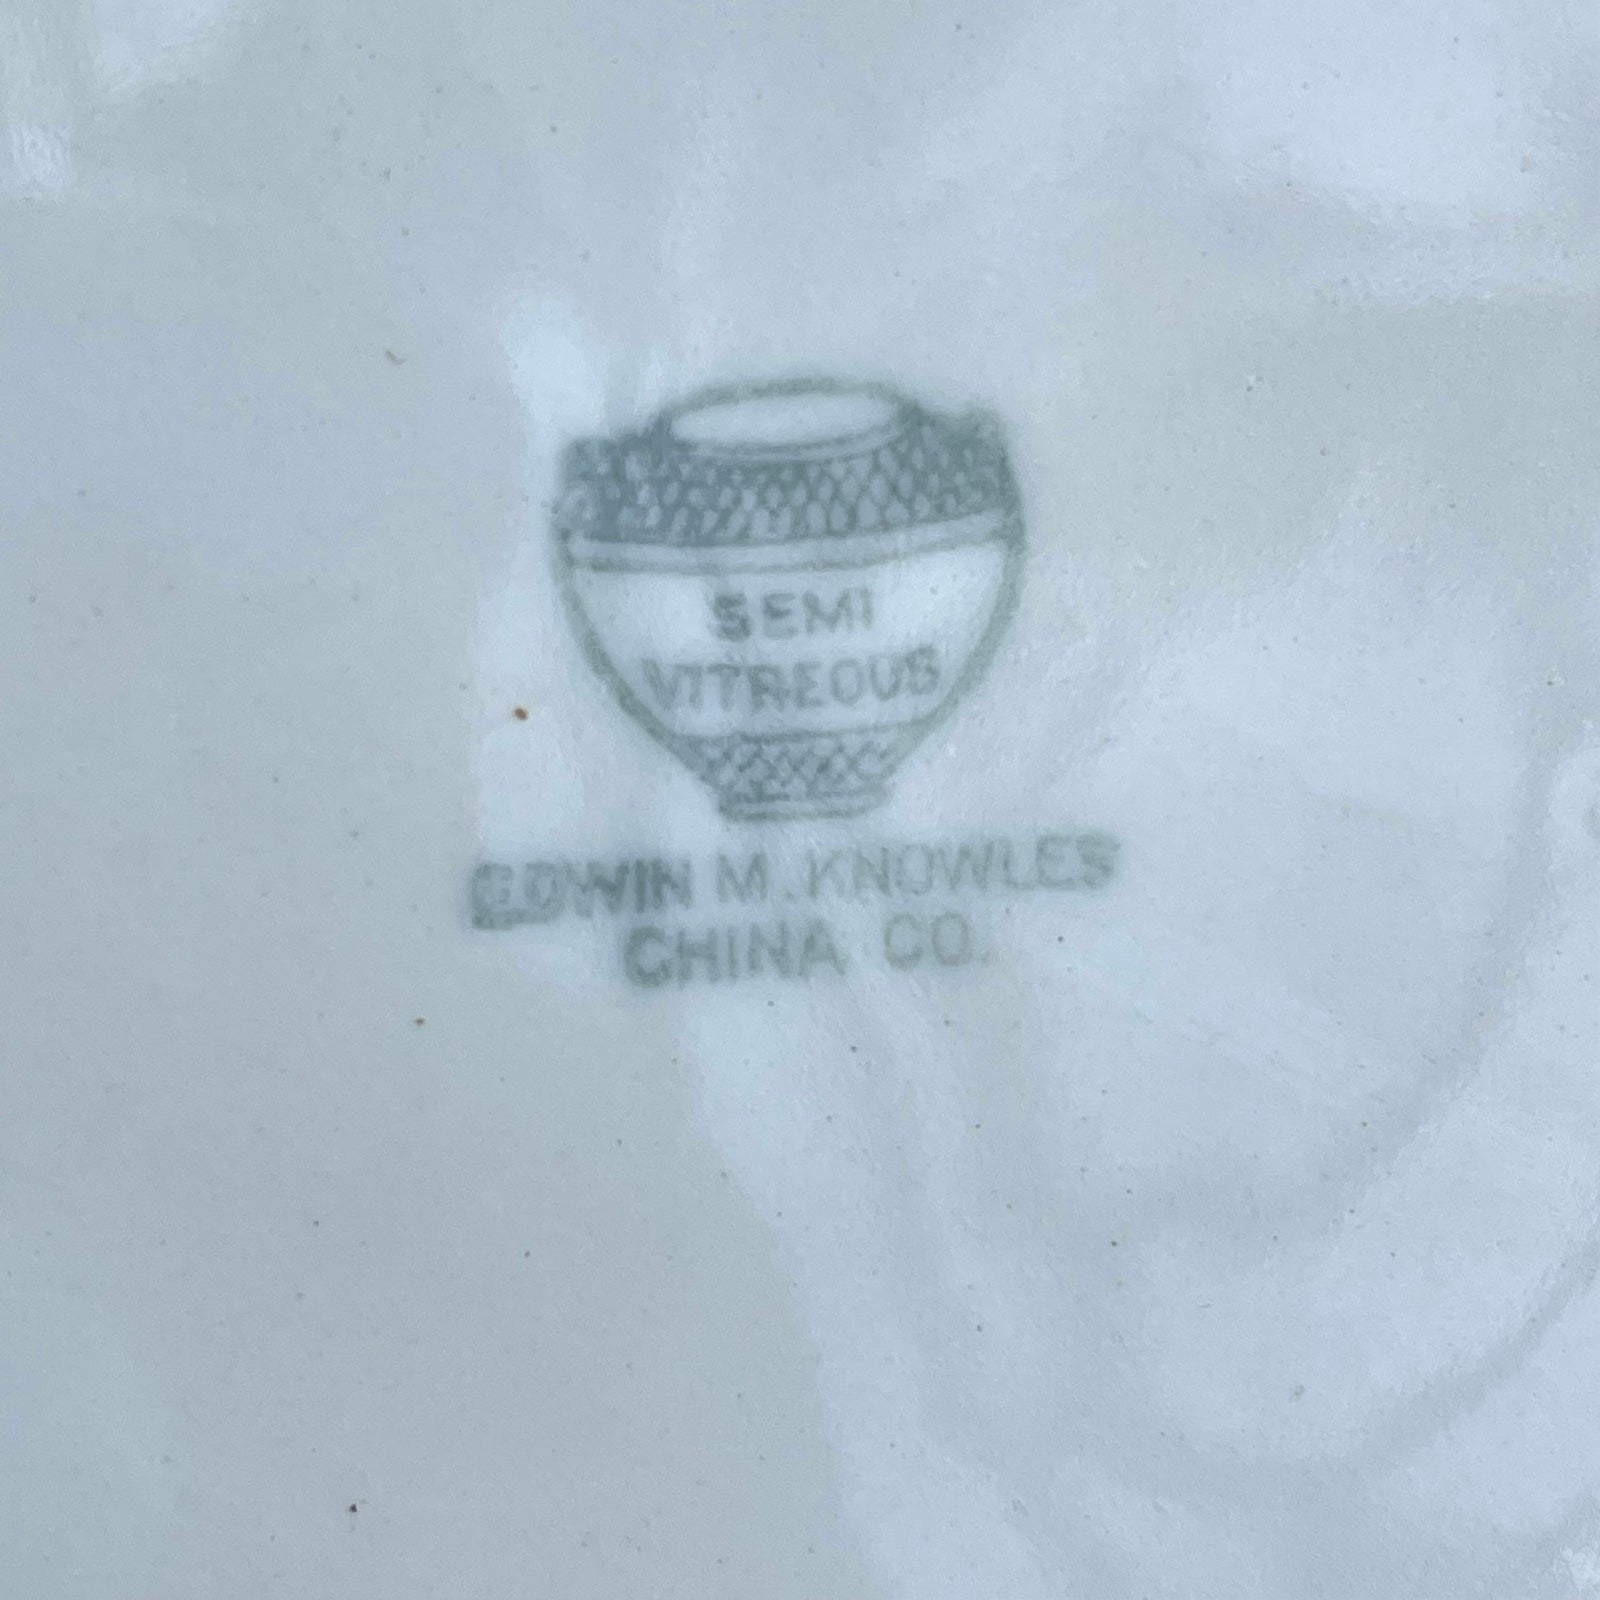 SEMI
VITREOUS
EDWIN M. KNOWLES
CHINA CO.